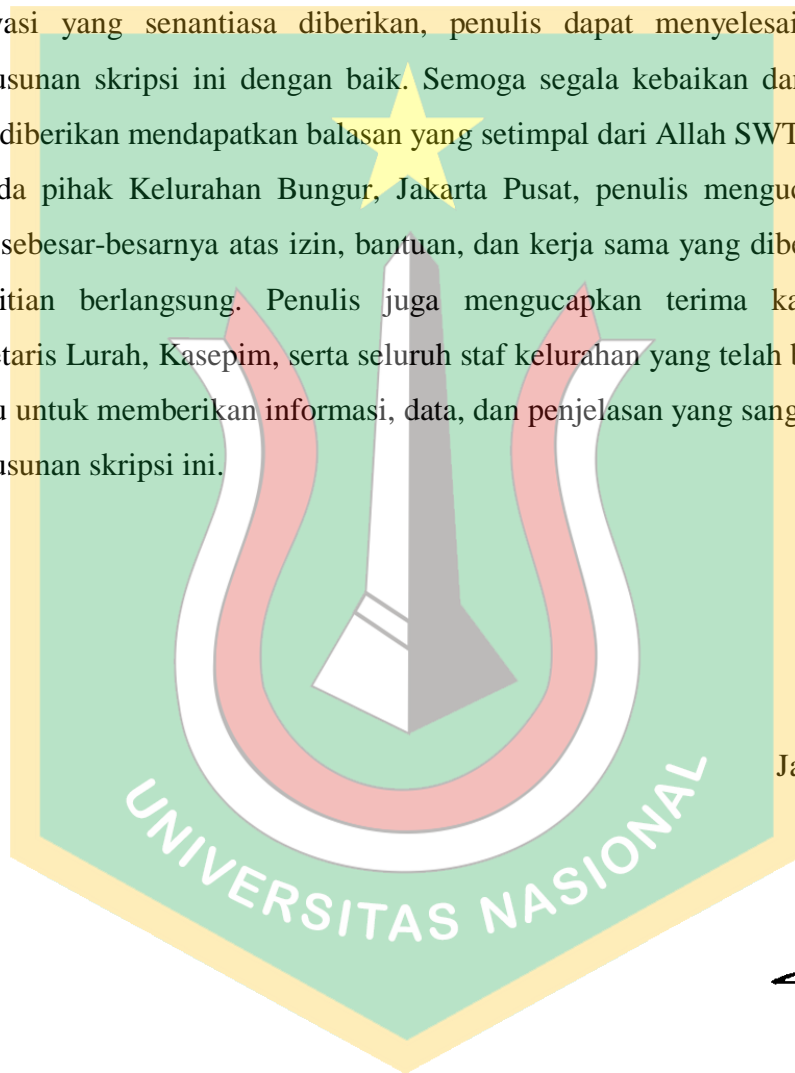 vasi yang senantiasa diberikan, penulis dapat menyelesai
usunan skripsi ini dengan baik. Semoga segala kebaikan dar
diberikan mendapatkan balasan yang setimpal dari Allah SWT
da pihak Kelurahan Bungur, Jakarta Pusat, penulis menguc
sebesar-besarnya atas izin, bantuan, dan kerja sama yang dibe
itian berlangsung. Penulis juga mengucapkan terima ka
etaris Lurah, Kasepim, serta seluruh staf kelurahan yang telah b
u untuk memberikan informasi, data, dan penjelasan yang sang
usunan skripsi ini.
Ja
UNIVERSITAS NASIONAL